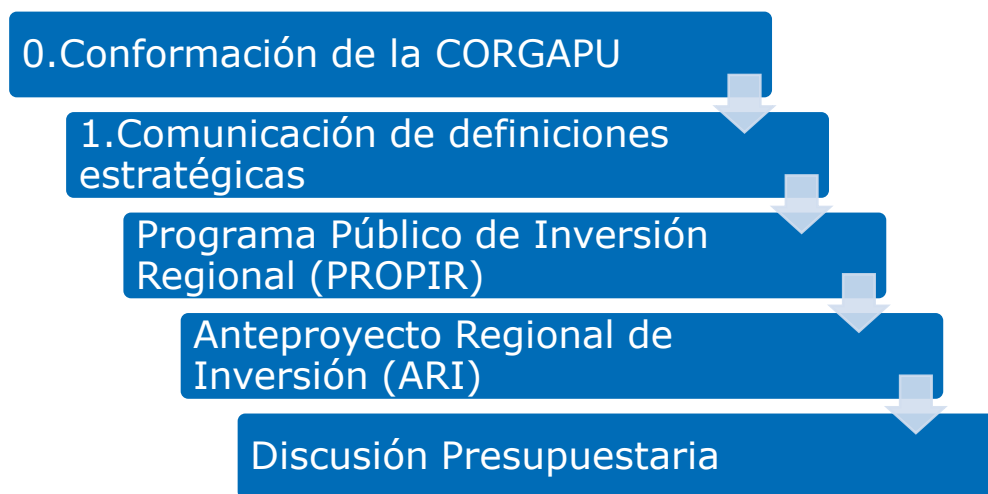 0.Conformación de la CORGAPU
1.Comunicación de definiciones
estratégicas
Programa Público de Inversión
Regional (PROPIR)
Anteproyecto Regional de
Inversión (ARI)
Discusión Presupuestaria